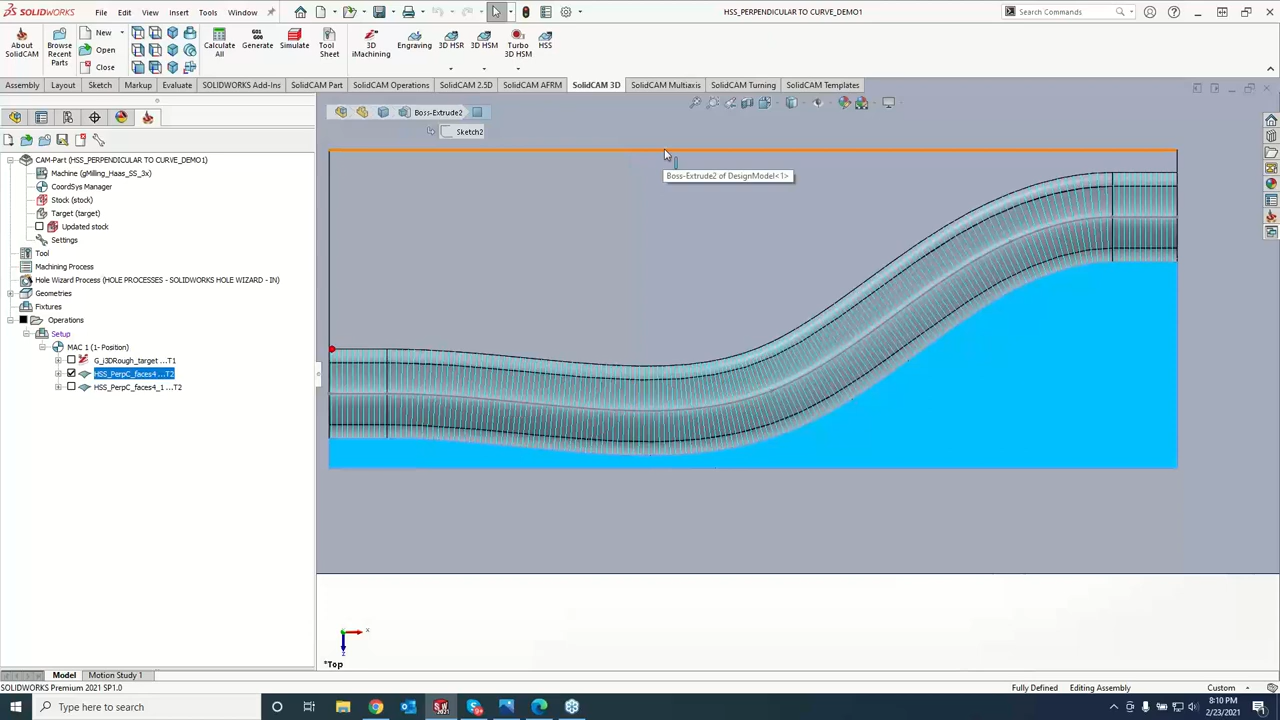 SOLIDWORKS
File
Edit
View
Insert
Tools
Window
HSS_PERPENDICULAR TO CURVE_DEMO1
Search Commands
About SolidCAM
Browse Recent Parts
New
Open
Close
Calculate All
G01 G00
Generate
Simulate
Tool Sheet
3D iMachining
Engraving
3D HSR
3D HSM
Turbo 3D HSM
HSS
Assembly
Layout
Sketch
Markup
Evaluate
SOLIDWORKS Add-Ins
SolidCAM Part
SolidCAM Operations
SolidCAM 2.5D
SolidCAM AFRM
SolidCAM 3D
SolidCAM Multiaxis
SolidCAM Turning
SolidCAM Templates
Boss-Extrude2
Sketch2
Boss-Extrude2 of DesignModel<1>
CAM-Part (HSS_PERPENDICULAR TO CURVE_DEMO1)
Machine (gMilling_Haas_SS_3x)
CoordSys Manager
Stock (stock)
Target (target)
Updated stock
Settings
Tool
Machining Process
Hole Wizard Process (HOLE PROCESSES - SOLIDWORKS HOLE WIZARD - IN)
Geometries
Fixtures
Operations
Setup
MAC 1 (1- Position)
G_i3DRough_target ...T1
HSS_PerpC_faces4 ...T2
HSS_PerpC_faces4_1 ...T2
X
Z
*Top
Model
Motion Study 1
SOLIDWORKS Premium 2021 SP1.0
Fully Defined
Editing Assembly
Custom
Type here to search
8:10 PM
2/23/2021